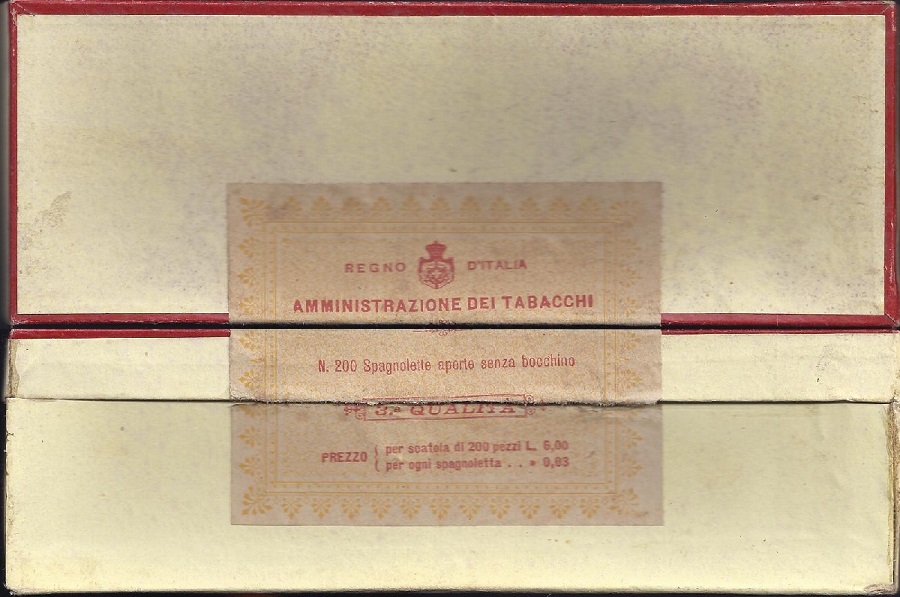 REGNO D'ITALIA
AMMINISTRAZIONE DEI TABACCHI
N. 200 Spagnolette aperte senza bocchino
3.ª QUALITÀ
PREZZO { per scatola di 200 pezzi L. 6,00
per ogni spagnoletta . . » 0,03